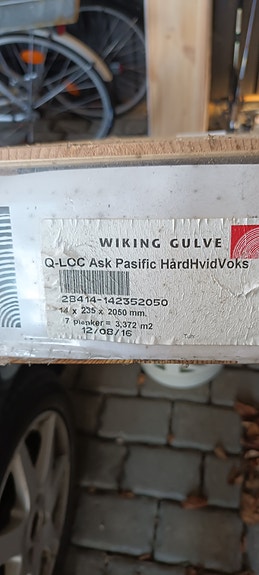 WIKING GULVE
Q-LOC Ask Pasific HårdHvidVoks
2B414-142352050
14 x 235 x 2050 mm.
7 planker = 3,372 m2
12/08/16